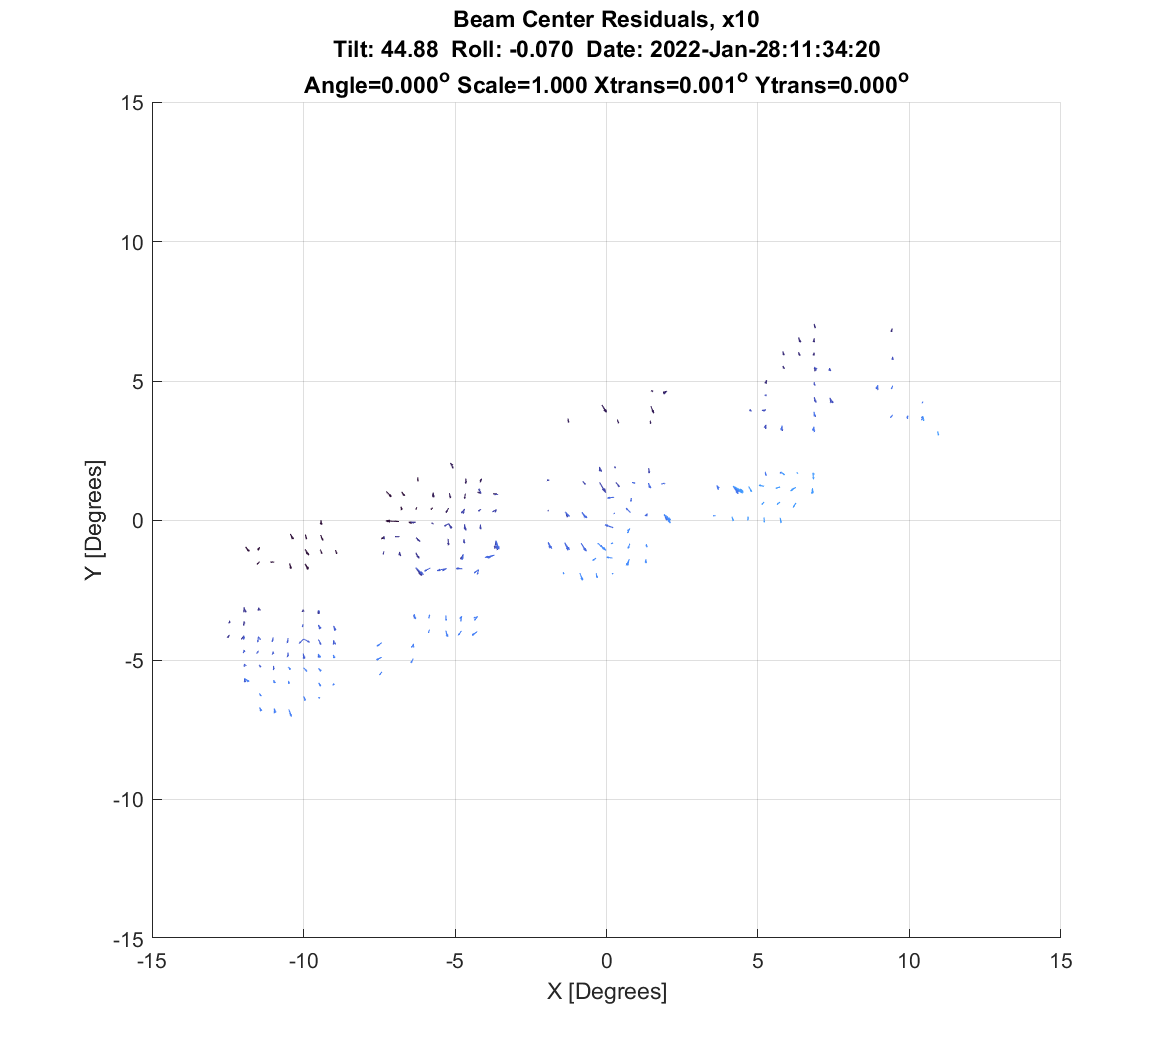 Beam Center Residuals, x10
Tilt: 44.88  Roll: -0.070  Date: 2022-Jan-28:11:34:20
Angle=0.000° Scale=1.000 Xtrans=0.001° Ytrans=0.000°
15
10
5
0
-5
-10
-15
Y [Degrees]
-15 -10 -5 0 5 10 15
X [Degrees]